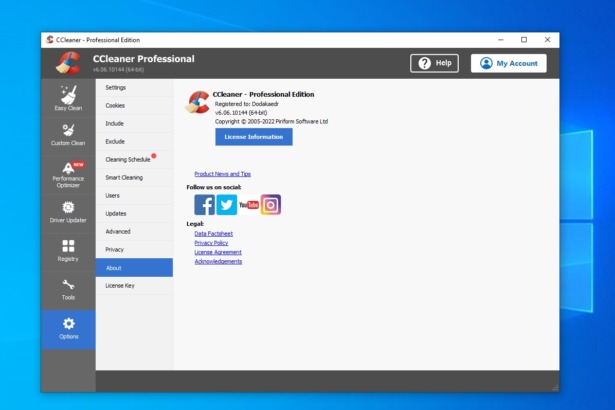 CCleaner - Professional Edition
CCleaner Professional
v6.06.10144 (64-bit)
? Help
My Account
Easy Clean
Custom Clean
NEW
Performance
Optimizer
Driver Updater
Registry
Tools
Options
Settings
Cookies
Include
Exclude
Cleaning Schedule
Smart Cleaning
Users
Updates
Advanced
Privacy
About
License Key
CCleaner - Professional Edition
Registered to: Dodakaedr
v6.06.10144 (64-bit)
Copyright © 2005-2022 Piriform Software Ltd
License Information
Product News and Tips
Follow us on social:
YouTube
Legal:
Data Factsheet
Privacy Policy
License Agreement
Acknowledgements